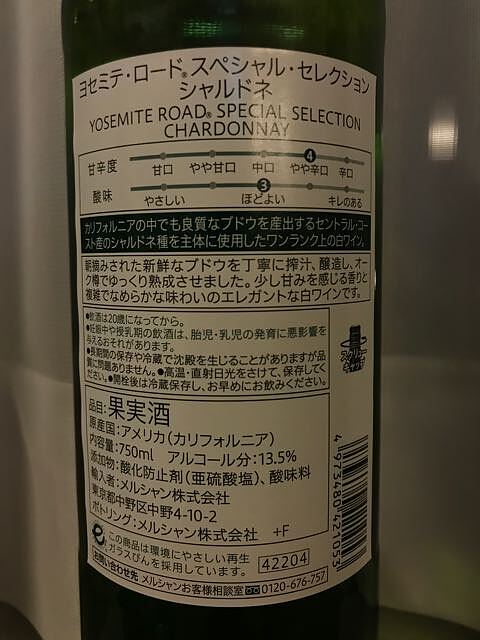 ヨセミテ・ロード® スペシャル・セレクション
シャルドネ
YOSEMITE ROAD® SPECIAL SELECTION
CHARDONNAY
甘辛度 4
甘口 やや甘口 中口 やや辛口 辛口
酸味 3
やさしい ほどよい キレのある
カリフォルニアの中でも良質なブドウを産出するセントラル・コー
スト産のシャルドネ種を主体に使用したワンランク上の白ワイン。
朝摘みされた新鮮なブドウを丁寧に搾汁、醸造し、オー
ク樽でゆっくり熟成させました。少し甘みを感じる香りと
複雑でなめらかな味わいのエレガントな白ワインです。
●飲酒は20歳になってから。
●妊娠中や授乳期の飲酒は、胎児・乳児の発育に悪影響を
与えるおそれがあります。
●長期間の保存や冷蔵で沈殿を生じることがありますが品
質に問題ありません。●高温・直射日光をさけて、保存してく
ださい。●開栓後は冷蔵保存し、お早めにお飲みください。
スクリュー
キャップ
品目:果実酒
原産国:アメリカ(カリフォルニア)
内容量:750ml アルコール分:13.5%
添加物:酸化防止剤(亜硫酸塩)、酸味料
輸入者:メルシャン株式会社
東京都中野区中野4-10-2
ボトリング:メルシャン株式会社 +F
4 973480 421053
この商品は環境にやさしい再生
ガラスびんを採用しています。
42204
お問い合わせ先 メルシャンお客様相談室 0120-676-757